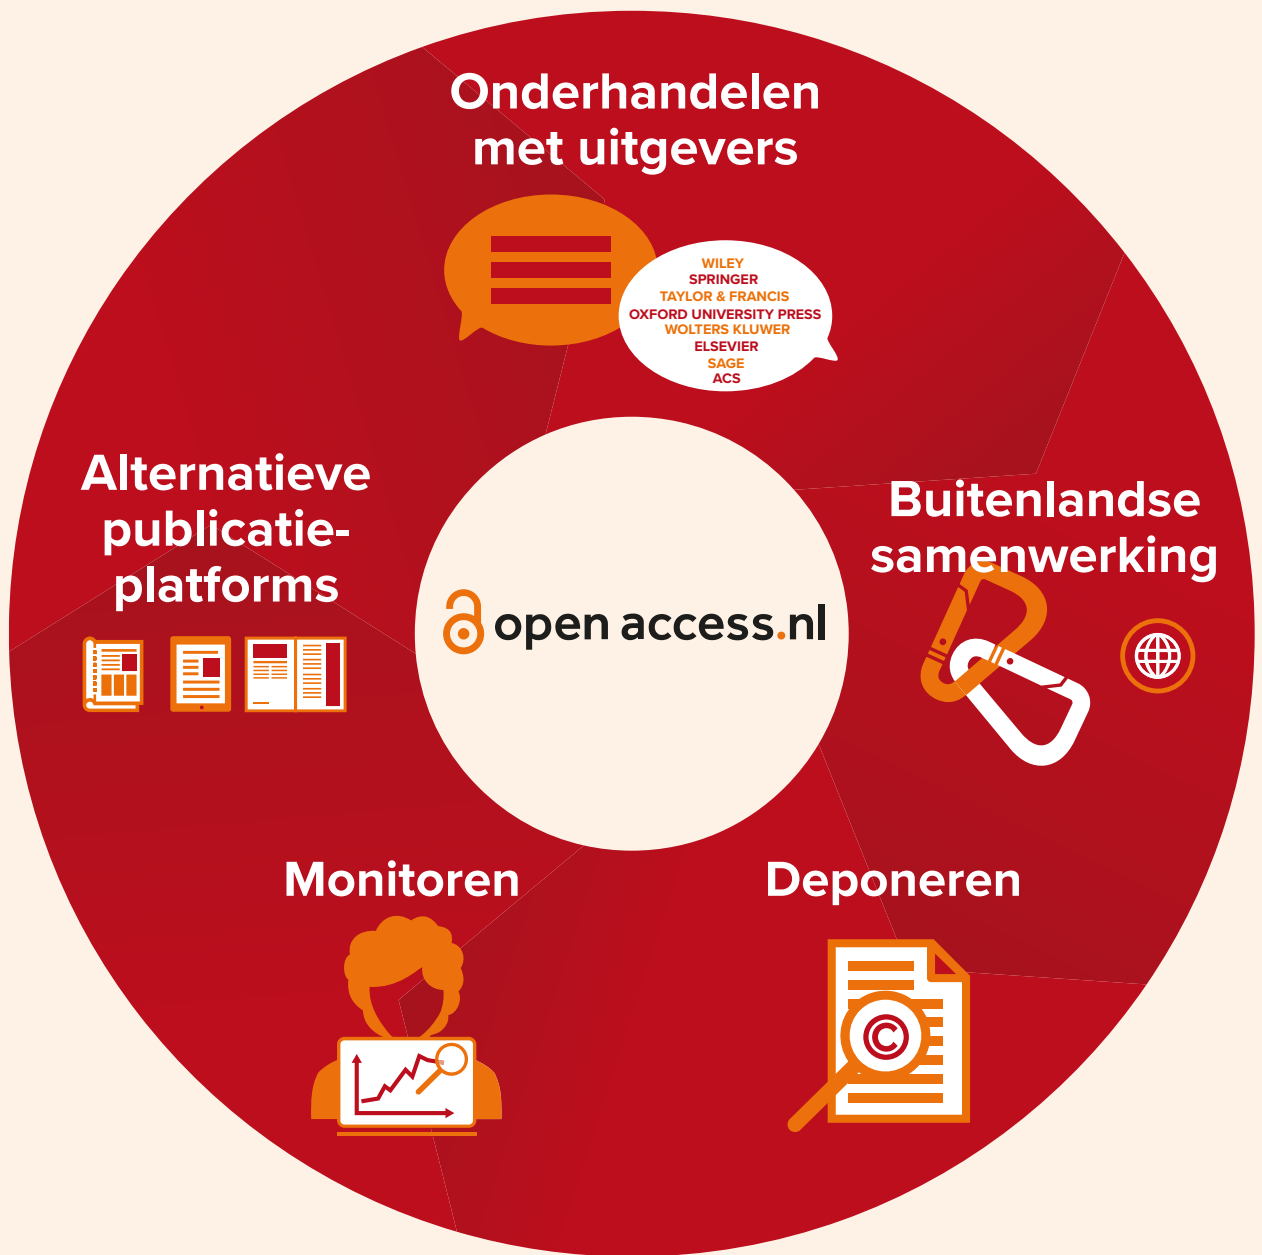 Onderhandelen
met uitgevers
WILEY
SPRINGER
TAYLOR & FRANCIS
OXFORD UNIVERSITY PRESS
WOLTERS KLUWER
ELSEVIER
SAGE
ACS
Alternatieve
publicatie-
platforms
Buitenlandse
samenwerking
open access.nl
Monitoren
Deponeren
©